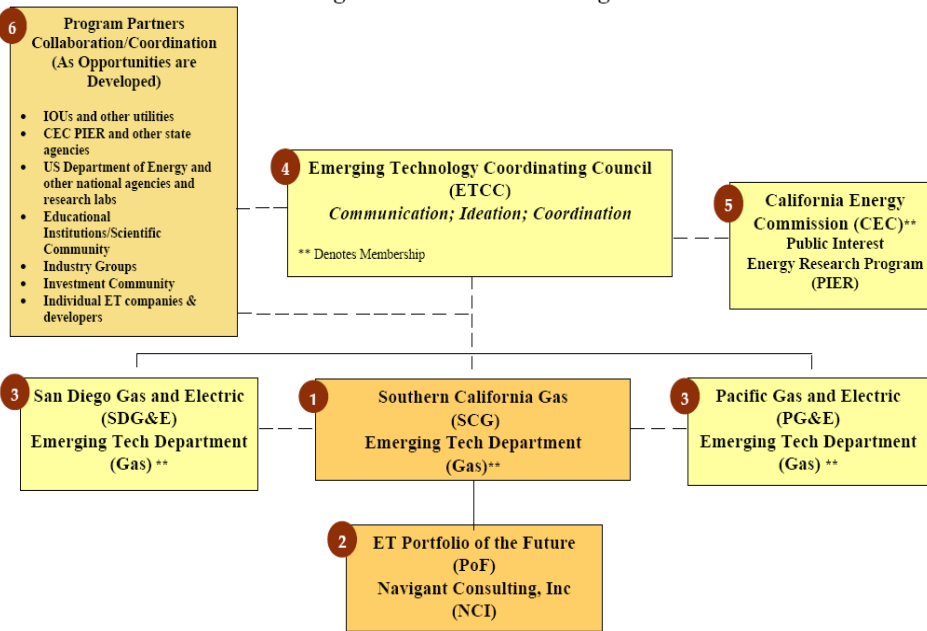 6
Program Partners
Collaboration/Coordination
(As Opportunities are
Developed)
• IOUs and other utilities
• CEC PIER and other state
agencies
• US Department of Energy and
other national agencies and
research labs
• Educational
Institutions/Scientific
Community
• Industry Groups
• Investment Community
• Individual ET companies &
developers
4
Emerging Technology Coordinating Council
(ETCC)
Communication; Ideation; Coordination
** Denotes Membership
5
California Energy
Commission (CEC)**
Public Interest
Energy Research Program
(PIER)
3
San Diego Gas and Electric
(SDG&E)
Emerging Tech Department
(Gas) **
1
Southern California Gas
(SCG)
Emerging Tech Department
(Gas)**
3
Pacific Gas and Electric
(PG&E)
Emerging Tech Department
(Gas) **
2
ET Portfolio of the Future
(PoF)
Navigant Consulting, Inc
(NCI)